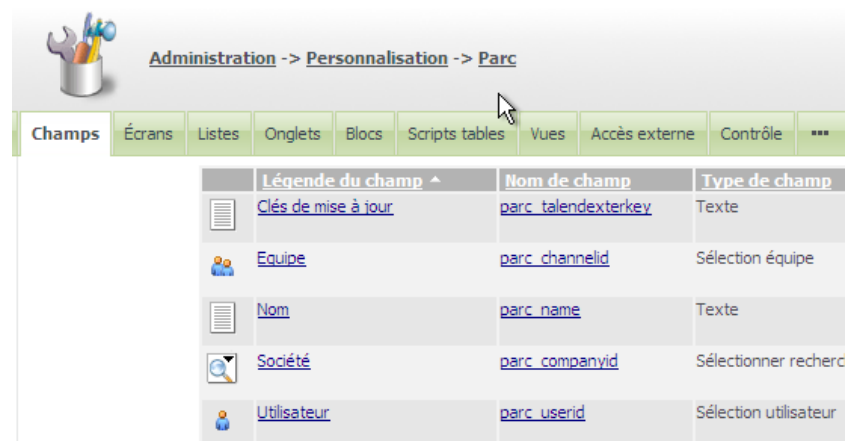 Administration -> Personnalisation -> Parc
Champs Écrans Listes Onglets Blocs Scripts tables Vues Accès externe Contrôle ...
Légende du champ Nom de champ Type de champ
Clés de mise à jour parc_talendexterkey Texte
Equipe parc_channelid Sélection équipe
Nom parc_name Texte
Société parc_companyid Sélectionner recherc
Utilisateur parc_userid Sélection utilisateur